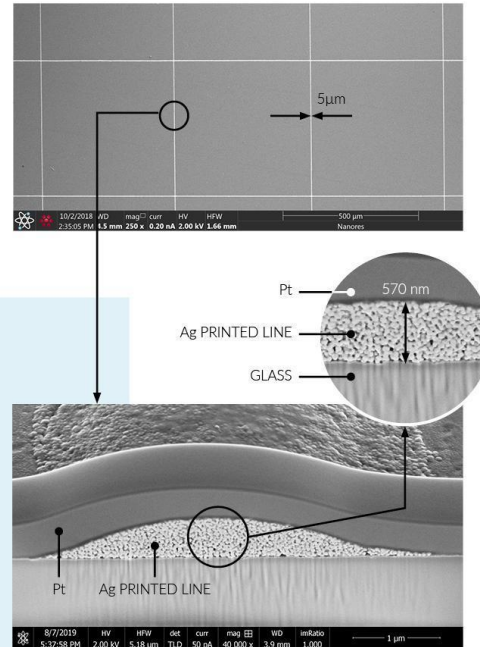 5µm
10/2/2018 WD mag□ curr HV HFW 500 µm
2:35:05 PM 4.5 mm 250 x 0.20 nA 2.00 kV 1.66 mm Nanores
Pt
570 nm
Ag PRINTED LINE
GLASS
Pt
Ag PRINTED LINE
8/7/2019 HV HFW det curr mag ⊞ WD imRatio 1 µm
5:37:58 PM 2.00 kV 5.18 µm TLD 50 pA 40 000 x 3.9 mm 1.000